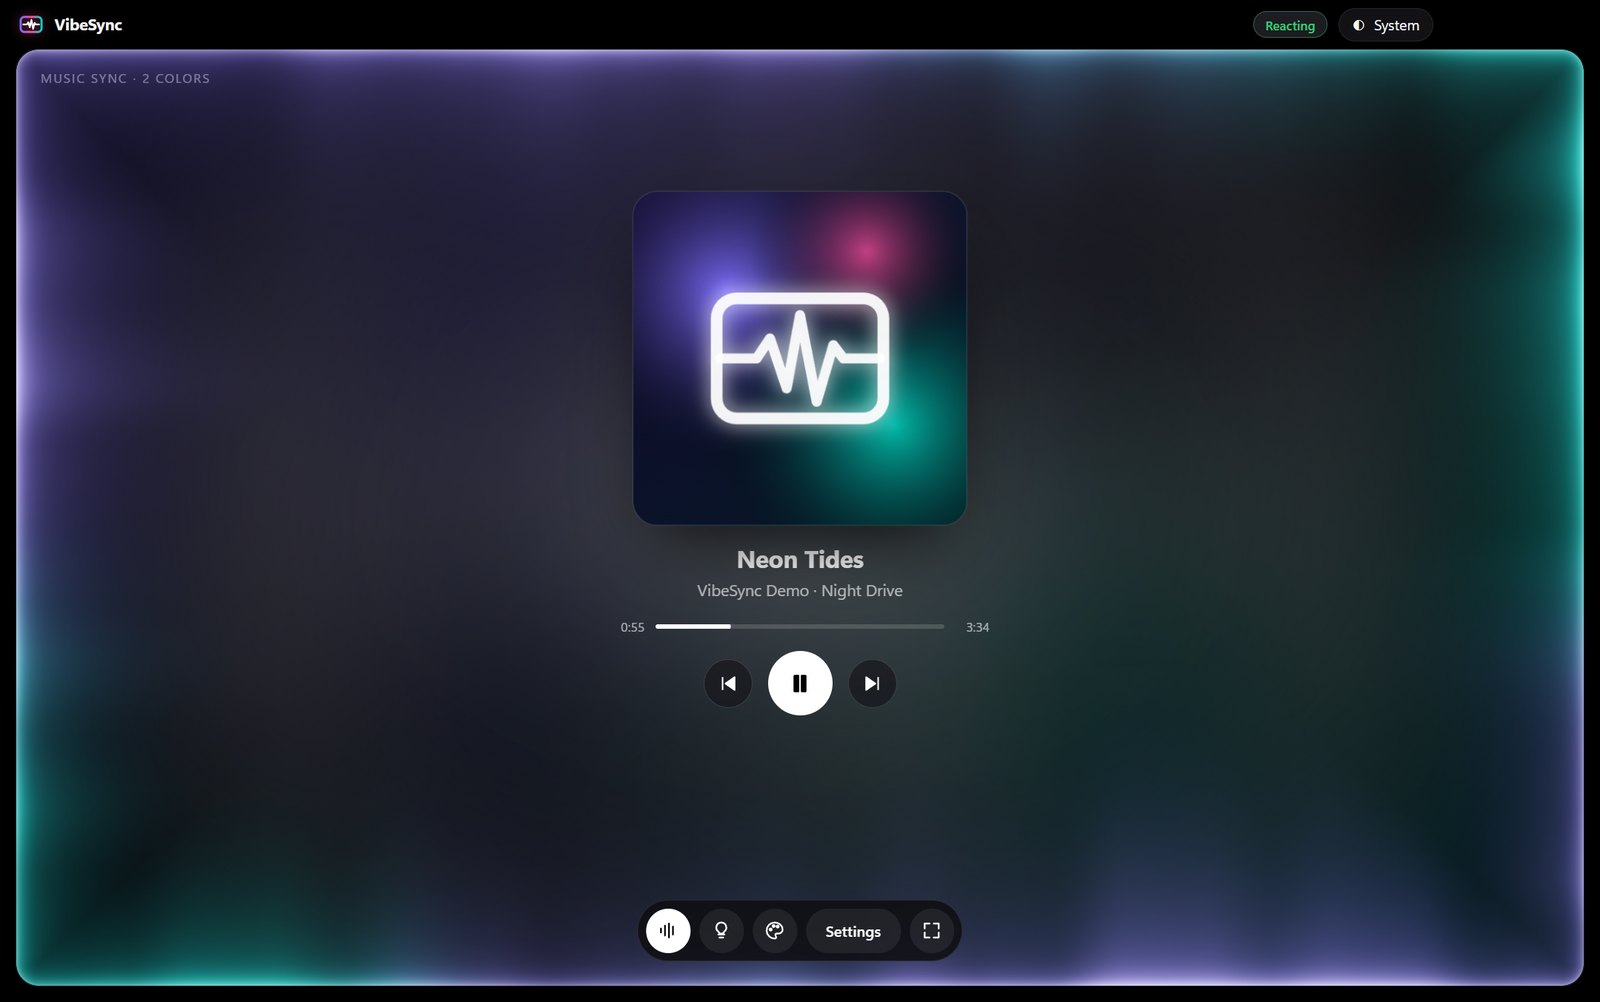 VibeSync
Reacting
System
MUSIC SYNC · 2 COLORS
Neon Tides
VibeSync Demo · Night Drive
0:55
3:34
Settings